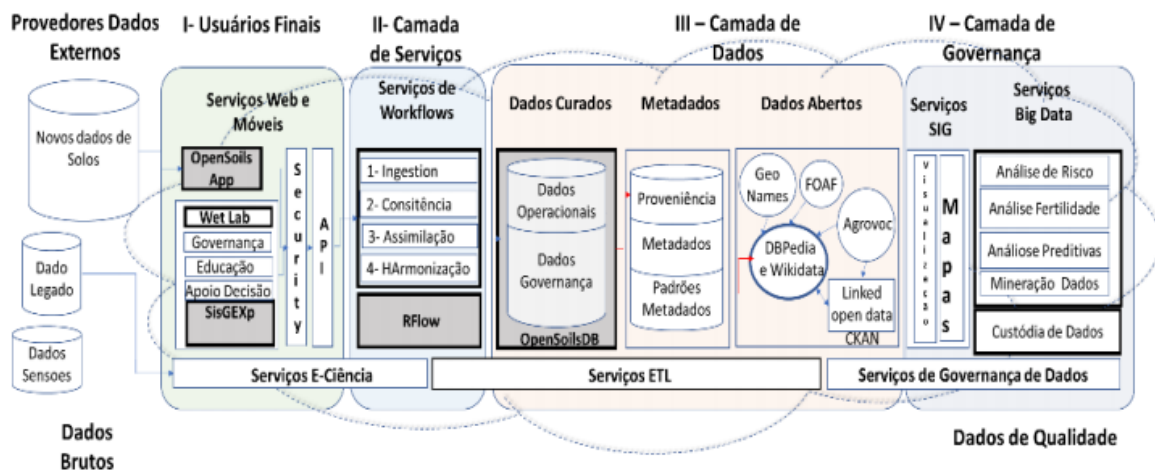 Provedores Dados
Externos
Novos dados de
Solos
Dado
Legado
Dados
Sensoes
Dados
Brutos
I- Usuários Finais
Serviços Web e
Móveis
OpenSoils
App
Wet Lab
Governança
Educação
Apoio Decisão
SisGEXp
Security
API
II- Camada
de Serviços
Serviços de
Workflows
1- Ingestion
2- Consitência
3- Assimilação
4- HArmonização
RFlow
III – Camada de
Dados
Dados Curados
Dados
Operacionais
Dados
Governança
OpenSoilsDB
Metadados
Proveniência
Metadados
Padrões
Metadados
Dados Abertos
Geo
Names
FOAF
Agrovoc
DBPedia
e Wikidata
Linked
open data
CKAN
IV – Camada de
Governança
Serviços
SIG
Visualização
Mapas
Serviços
Big Data
Análise de Risco
Análise Fertilidade
Análiose Preditivas
Mineração Dados
Custódia de Dados
Serviços E-Ciência
Serviços ETL
Serviços de Governança de Dados
Dados de Qualidade